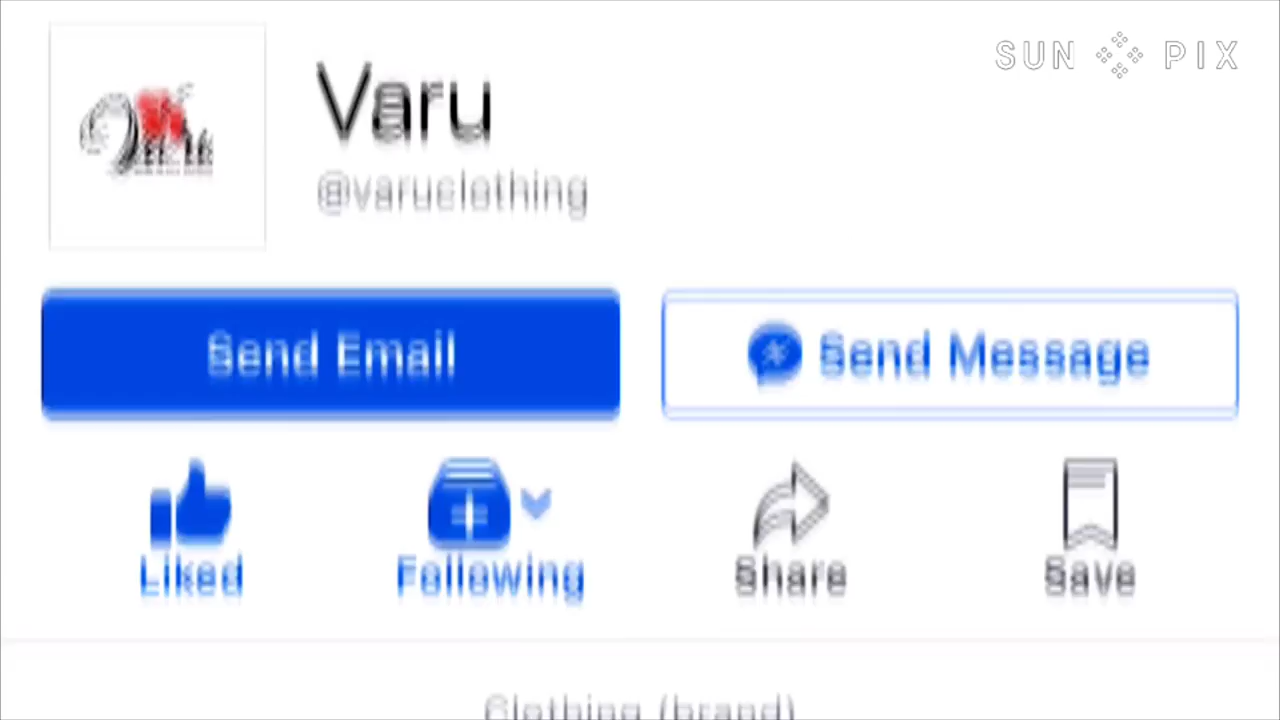 SUN PIX
Varu
@varuclothing
Send Email
Send Message
Liked
Following
Share
Save
Clothing (brand)